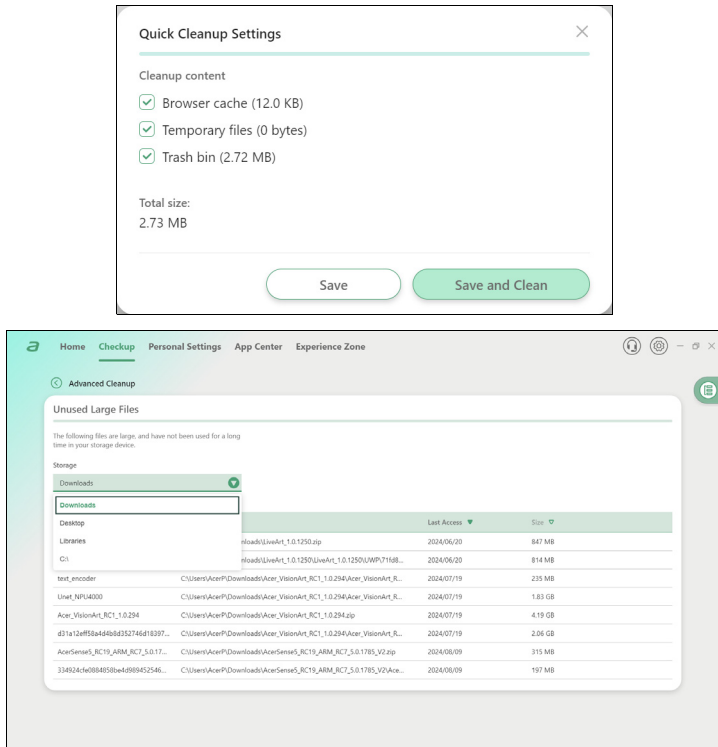 Quick Cleanup Settings
Cleanup content
Browser cache (12.0 KB)
Temporary files (0 bytes)
Trash bin (2.72 MB)
Total size:
2.73 MB
Save Save and Clean
Home Checkup Personal Settings App Center Experience Zone
Advanced Cleanup
Unused Large Files
The following files are large, and have not been used for a long
time in your storage device.
Storage
Downloads
Downloads
Desktop
Libraries
C:\
Last Access Size
nloads\LiveArt_1.0.1250.zip 2024/06/20 847 MB
nloads\LiveArt_1.0.1250\LiveArt_1.0.1250\UWP\71fd8... 2024/06/20 814 MB
text_encoder C:\Users\AcerP\Downloads\Acer_VisionArt_RC1_1.0.294\Acer_VisionArt_R... 2024/07/19 235 MB
Unet_NPU4000 C:\Users\AcerP\Downloads\Acer_VisionArt_RC1_1.0.294\Acer_VisionArt_R... 2024/07/19 1.83 GB
Acer_VisionArt_RC1_1.0.294 C:\Users\AcerP\Downloads\Acer_VisionArt_RC1_1.0.294.zip 2024/07/19 4.19 GB
d31a12eff58a4d4b8d352746d18397... C:\Users\AcerP\Downloads\Acer_VisionArt_RC1_1.0.294\Acer_VisionArt_R... 2024/07/19 2.06 GB
AcerSense5_RC19_ARM_RC7_5.0.17... C:\Users\AcerP\Downloads\AcerSense5_RC19_ARM_RC7_5.0.1785_V2.zip 2024/08/09 315 MB
334924cfe0884858be4d989452546... C:\Users\AcerP\Downloads\AcerSense5_RC19_ARM_RC7_5.0.1785_V2\Ace... 2024/08/09 197 MB